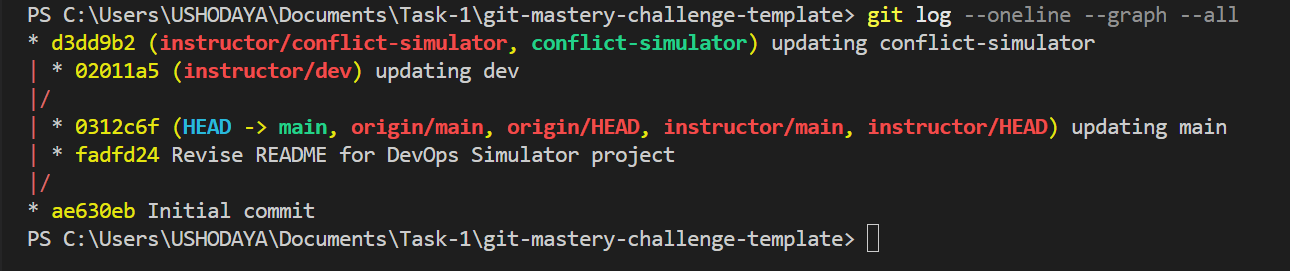 PS C:\Users\USHODAYA\Documents\Task-1\git-mastery-challenge-template> git log --oneline --graph --all
* d3dd9b2 (instructor/conflict-simulator, conflict-simulator) updating conflict-simulator
| * 02011a5 (instructor/dev) updating dev
|/
| * 0312c6f (HEAD -> main, origin/main, origin/HEAD, instructor/main, instructor/HEAD) updating main
| * fadfd24 Revise README for DevOps Simulator project
|/
* ae630eb Initial commit
PS C:\Users\USHODAYA\Documents\Task-1\git-mastery-challenge-template>